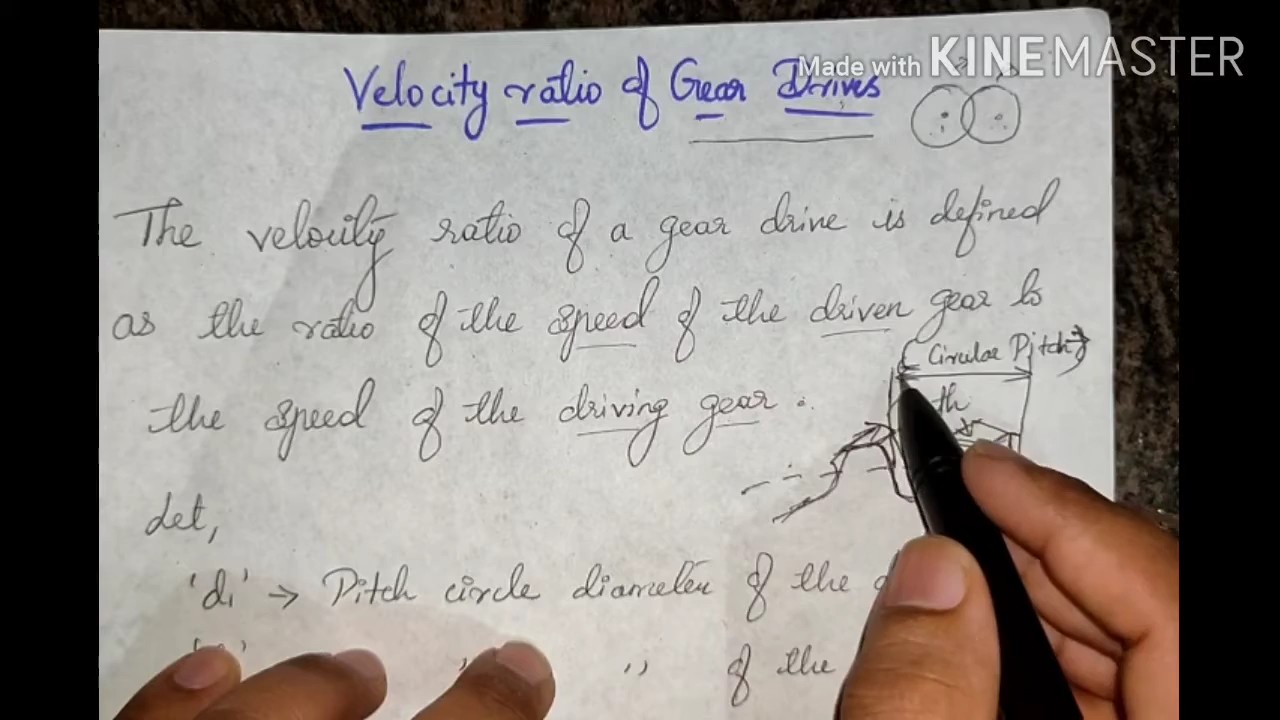 Made with KINEMASTER
Velocity ratio of Gear Drives
The velocity ratio of a gear drive is defined
as the ratio of the speed of the driven gear to
Circular Pitch
the speed of the driving gear.
th
Let,
'd₁' → Pitch circle diameter of the
,, of the